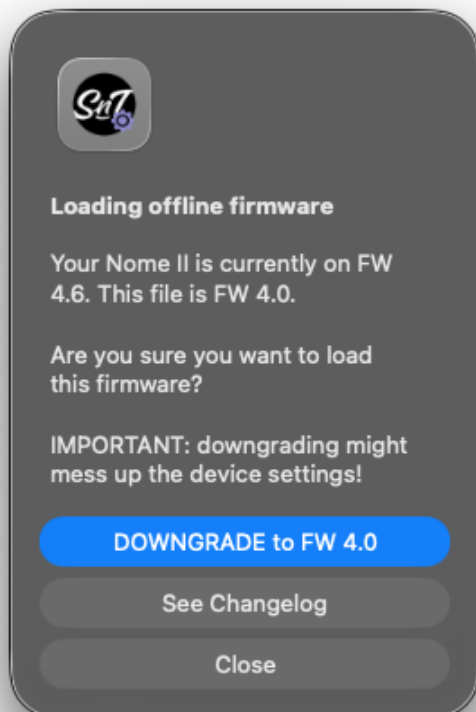 SnT
Loading offline firmware
Your Nome II is currently on FW
4.6. This file is FW 4.0.
Are you sure you want to load
this firmware?
IMPORTANT: downgrading might
mess up the device settings!
DOWNGRADE to FW 4.0
See Changelog
Close